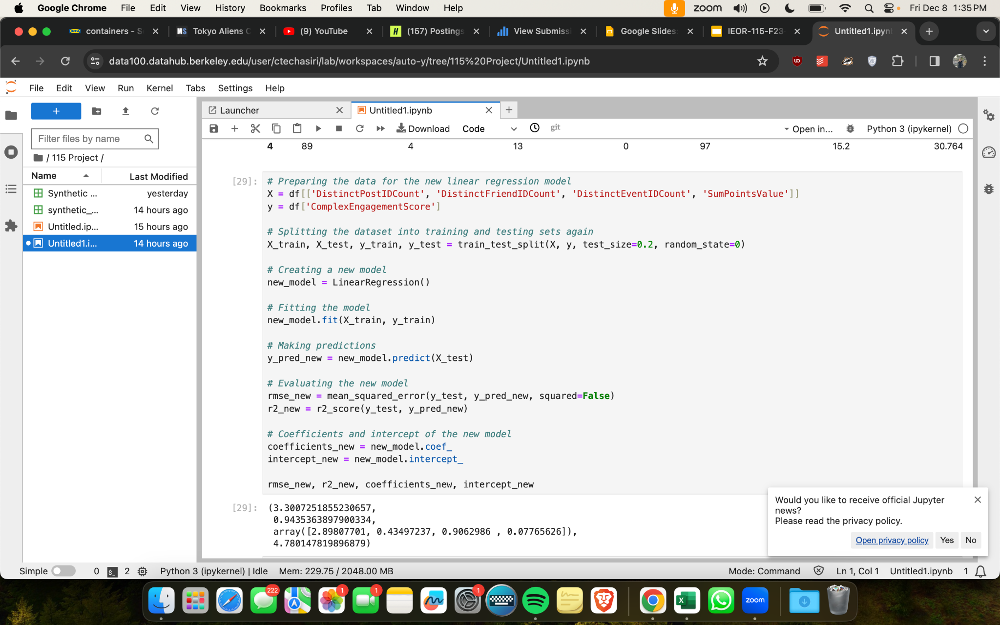 Google Chrome File Edit View History Bookmarks Profiles Tab Window Help zoom Fri Dec 8 1:35 PM
containers - S Tokyo Aliens (9) YouTube (157) Postings View Submiss Google Slides: IEOR-115-F23 Untitled1.ipyn
data100.datahub.berkeley.edu/user/ctechasiri/lab/workspaces/auto-y/tree/115%20Project/Untitled1.ipynb
File Edit View Run Kernel Tabs Settings Help
Launcher Untitled1.ipynb
Download Code git Open in... Python 3 (ipykernel)
Filter files by name
/ 115 Project /
Name Last Modified
Synthetic ... yesterday
synthetic_... 14 hours ago
Untitled.ip... 15 hours ago
Untitled1.i... 14 hours ago
4 89 4 13 0 97 15.2 30.764
[29]: # Preparing the data for the new linear regression model
X = df[['DistinctPostIDCount', 'DistinctFriendIDCount', 'DistinctEventIDCount', 'SumPointsValue']]
y = df['ComplexEngagementScore']
# Splitting the dataset into training and testing sets again
X_train, X_test, y_train, y_test = train_test_split(X, y, test_size=0.2, random_state=0)
# Creating a new model
new_model = LinearRegression()
# Fitting the model
new_model.fit(X_train, y_train)
# Making predictions
y_pred_new = new_model.predict(X_test)
# Evaluating the new model
rmse_new = mean_squared_error(y_test, y_pred_new, squared=False)
r2_new = r2_score(y_test, y_pred_new)
# Coefficients and intercept of the new model
coefficients_new = new_model.coef_
intercept_new = new_model.intercept_
rmse_new, r2_new, coefficients_new, intercept_new
[29]: (3.3007251855230657,
0.9435363897900334,
array([2.89807701, 0.43497237, 0.9062986 , 0.07765626]),
4.780147819896879)
Would you like to receive official Jupyter
news?
Please read the privacy policy.
Open privacy policy Yes No
Simple 0 $_ 2 Python 3 (ipykernel) | Idle Mem: 229.75 / 2048.00 MB Mode: Command Ln 1, Col 1 Untitled1.ipynb 1
222 1 1 1 zoom